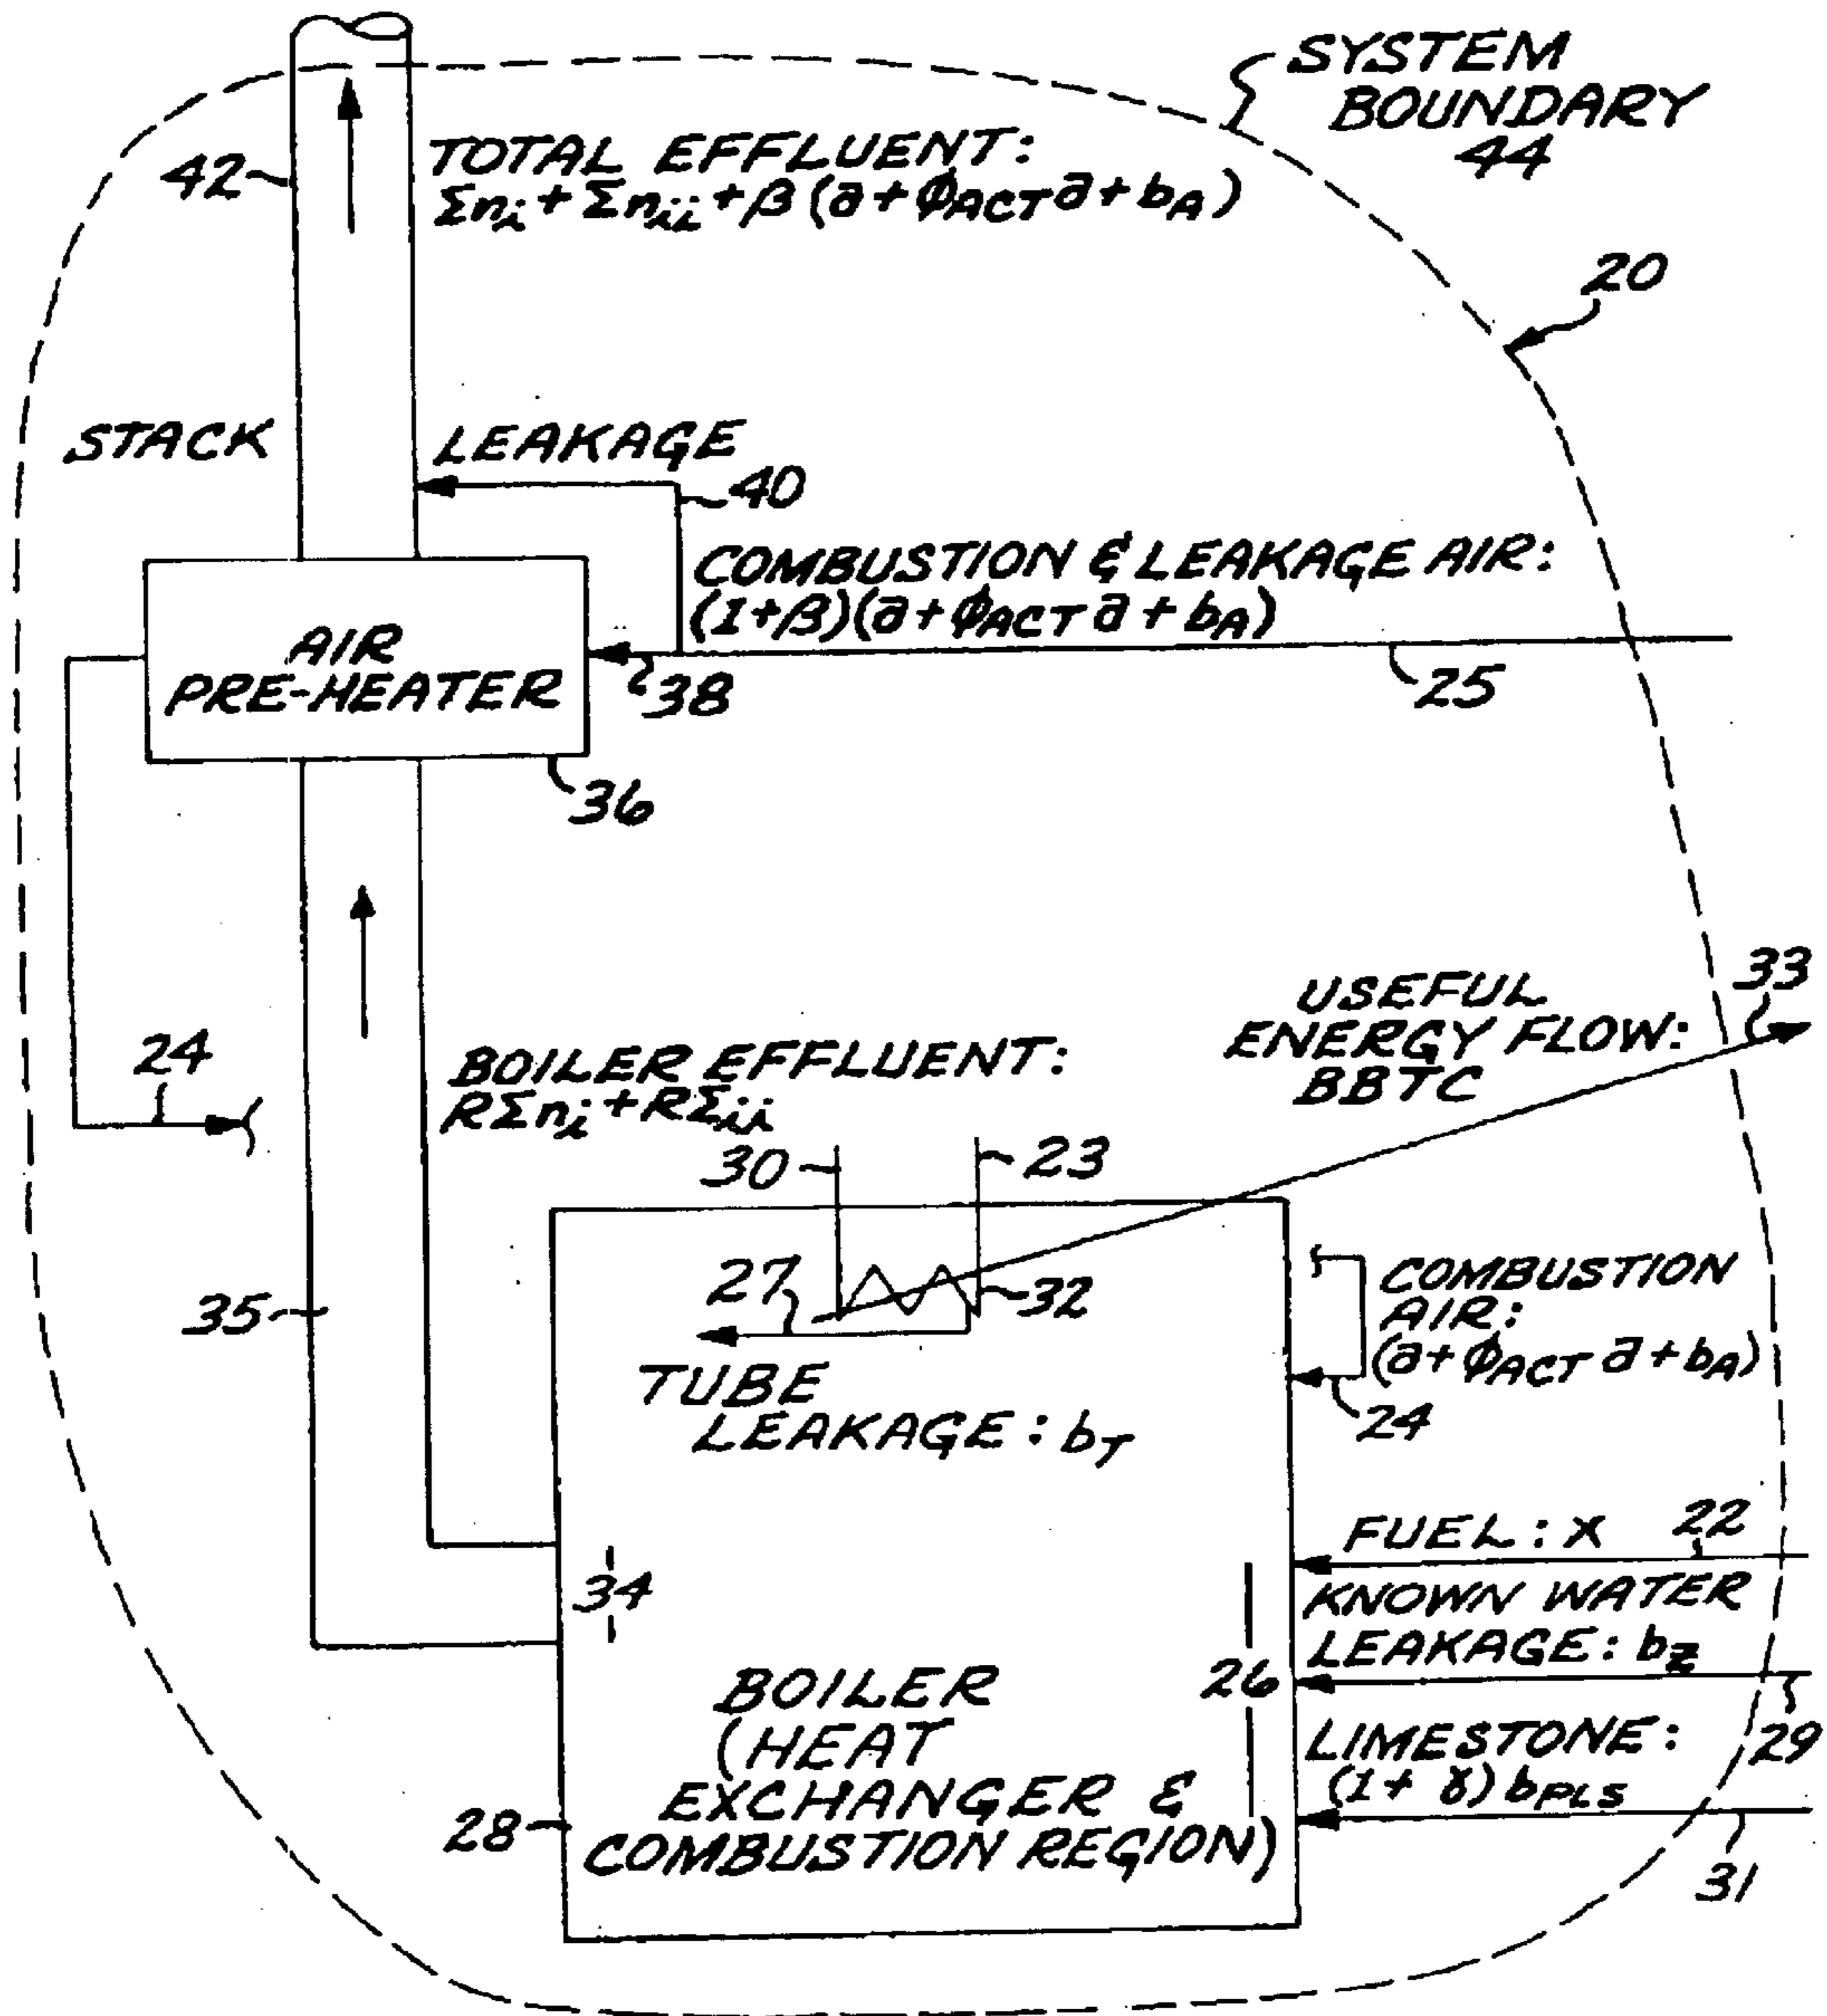 SYSTEM
BOUNDARY
44
42
TOTAL EFFLUENT:
Σnᵢ + Σnᵢᵢ + β(a + ϕACT a + bA)
20
STACK
LEAKAGE
40
COMBUSTION & LEAKAGE AIR:
(1+β)(a + ϕACT a + bA)
AIR
PRE-HEATER
38
25
36
33
USEFUL
ENERGY FLOW:
BBTC
24
BOILER EFFLUENT:
RΣnᵢ + RΣᵢᵢ
30
23
27
32
COMBUSTION
AIR:
(a + ϕACT a + bA)
24
35
TUBE
LEAKAGE: bT
FUEL: x 22
34
KNOWN WATER
LEAKAGE: bZ
26
29
BOILER
(HEAT
EXCHANGER &
COMBUSTION REGION)
LIMESTONE:
(1+γ) bPLS
28
31